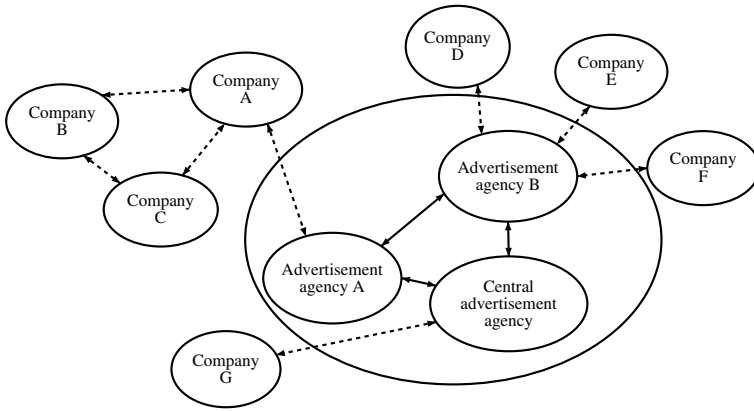 Company
D
Company
E
Company
A
Company
B
Company
C
Advertisement
agency B
Company
F
Advertisement
agency A
Central
advertisement
agency
Company
G